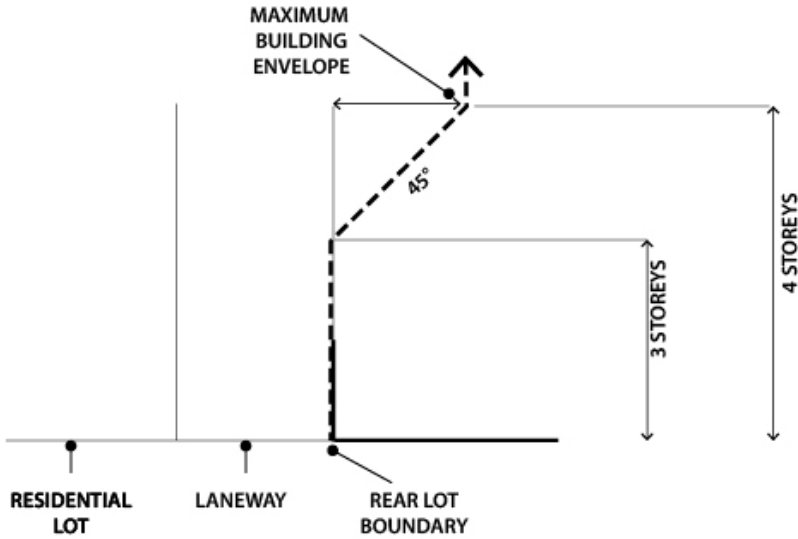 MAXIMUM
BUILDING
ENVELOPE
45°
3 STOREYS
4 STOREYS
RESIDENTIAL
LOT
LANEWAY
REAR LOT
BOUNDARY